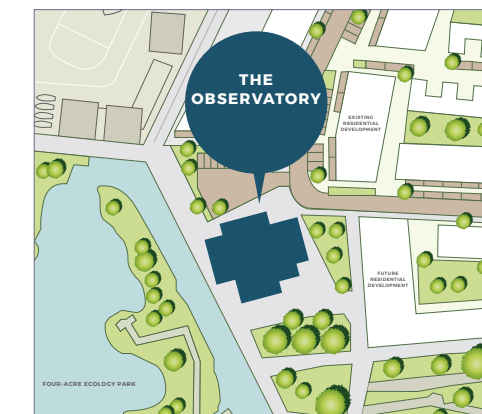 THE
OBSERVATORY
EXISTING
RESIDENTIAL
DEVELOPMENT
FUTURE
RESIDENTIAL
DEVELOPMENT
FOUR-ACRE ECOLOGY PARK